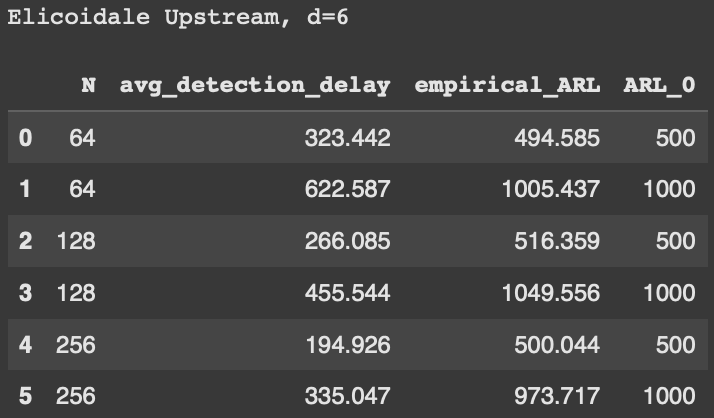 Elicoidale Upstream, d=6
N avg_detection_delay empirical_ARL ARL_0
0 64 323.442 494.585 500
1 64 622.587 1005.437 1000
2 128 266.085 516.359 500
3 128 455.544 1049.556 1000
4 256 194.926 500.044 500
5 256 335.047 973.717 1000